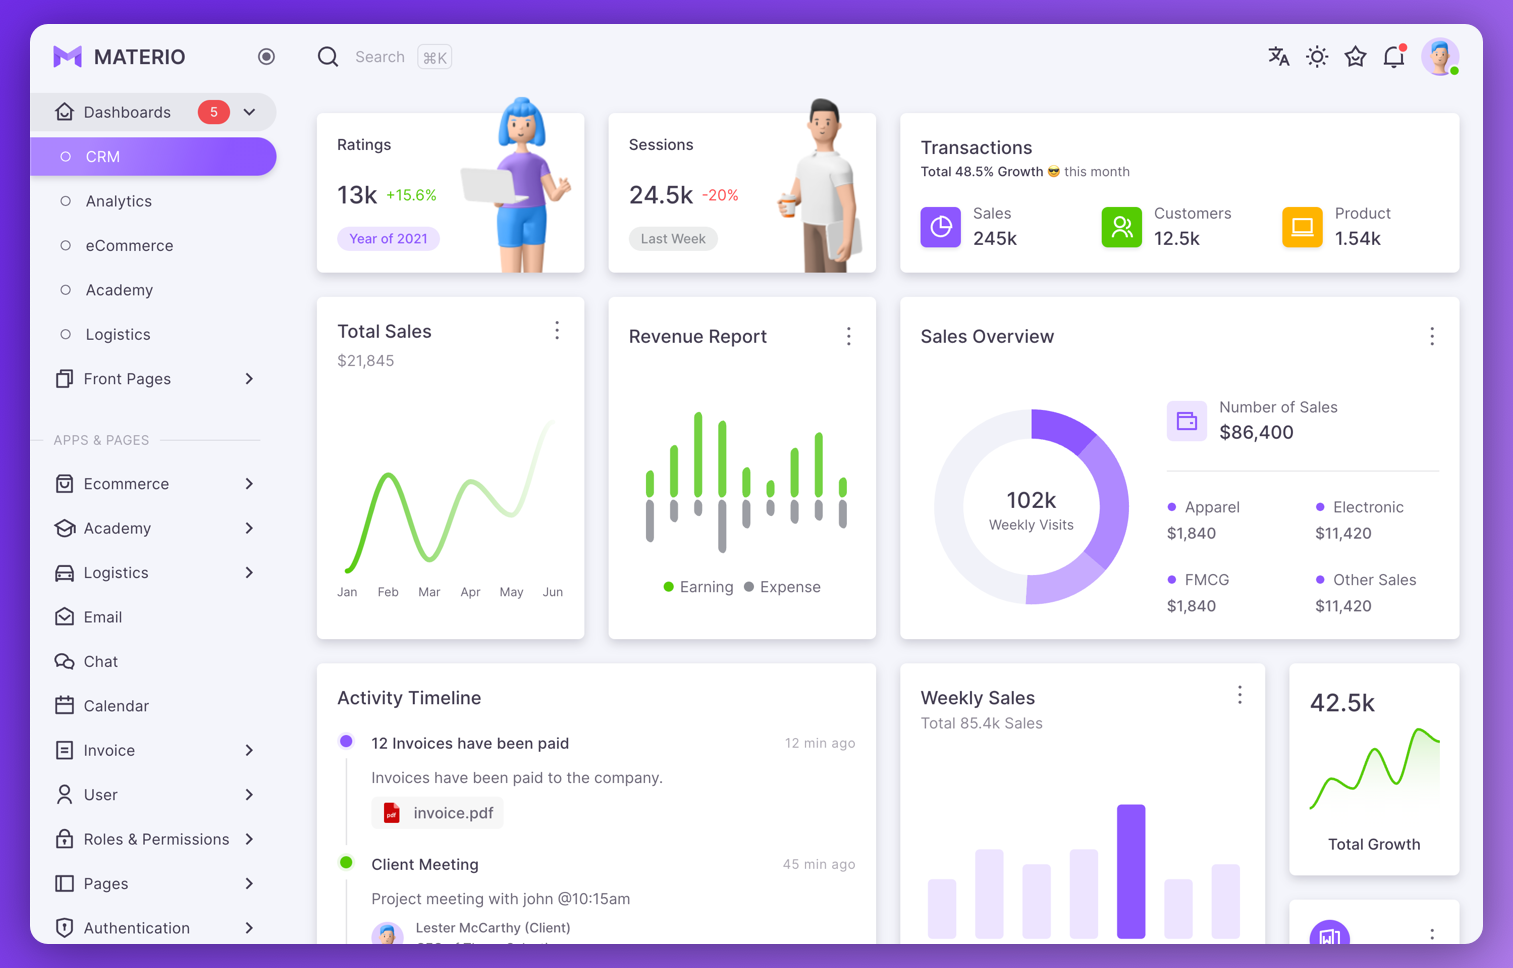 MATERIO
Search ⌘K
Dashboards 5
CRM
Analytics
eCommerce
Academy
Logistics
Front Pages
APPS & PAGES
Ecommerce
Academy
Logistics
Email
Chat
Calendar
Invoice
User
Roles & Permissions
Pages
Authentication
Ratings
13k +15.6%
Year of 2021
Sessions
24.5k -20%
Last Week
Transactions
Total 48.5% Growth 😎 this month
Sales
245k
Customers
12.5k
Product
1.54k
Total Sales
$21,845
Jan Feb Mar Apr May Jun
Revenue Report
Earning Expense
Sales Overview
102k
Weekly Visits
Number of Sales
$86,400
Apparel
$1,840
Electronic
$11,420
FMCG
$1,840
Other Sales
$11,420
Activity Timeline
12 Invoices have been paid 12 min ago
Invoices have been paid to the company.
pdf invoice.pdf
Client Meeting 45 min ago
Project meeting with john @10:15am
Lester McCarthy (Client)
Weekly Sales
Total 85.4k Sales
42.5k
Total Growth